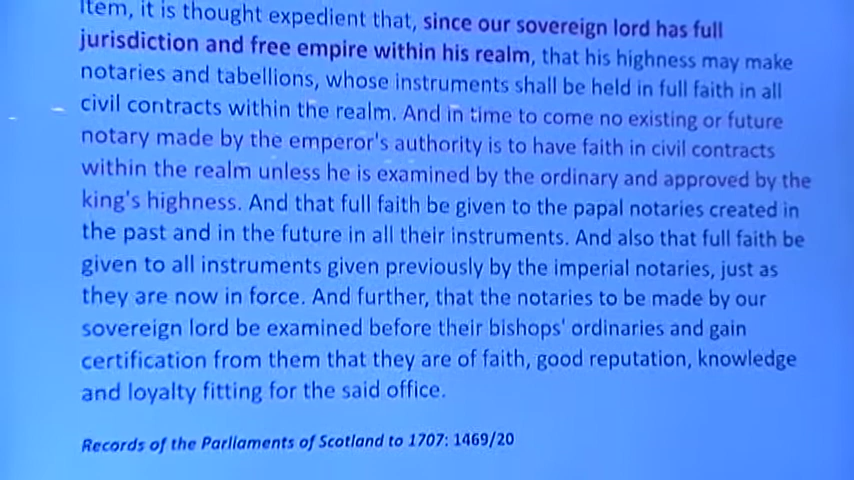 Item, it is thought expedient that, since our sovereign lord has full
jurisdiction and free empire within his realm, that his highness may make
notaries and tabellions, whose instruments shall be held in full faith in all
civil contracts within the realm. And in time to come no existing or future
notary made by the emperor's authority is to have faith in civil contracts
within the realm unless he is examined by the ordinary and approved by the
king's highness. And that full faith be given to the papal notaries created in
the past and in the future in all their instruments. And also that full faith be
given to all instruments given previously by the imperial notaries, just as
they are now in force. And further, that the notaries to be made by our
sovereign lord be examined before their bishops' ordinaries and gain
certification from them that they are of faith, good reputation, knowledge
and loyalty fitting for the said office.
Records of the Parliaments of Scotland to 1707: 1469/20